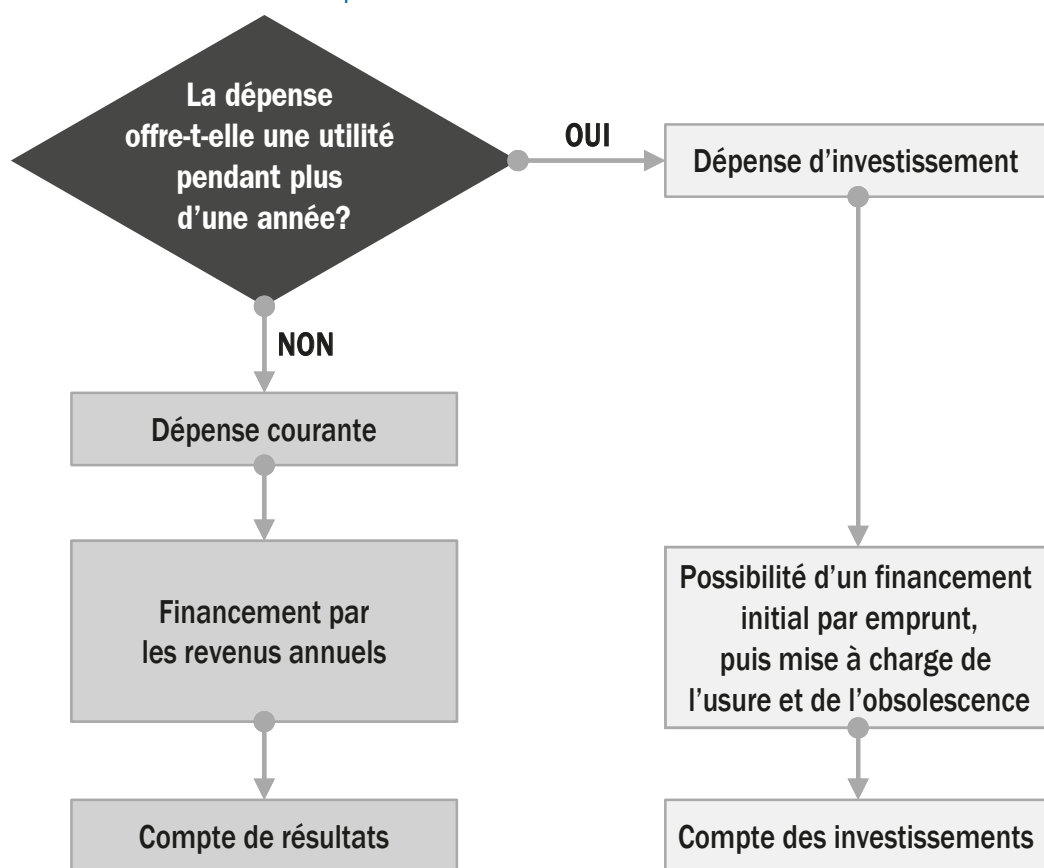 La dépense
offre-t-elle une utilité
pendant plus
d'une année?
OUI
Dépense d'investissement
NON
Dépense courante
Financement par
les revenus annuels
Possibilité d'un financement
initial par emprunt,
puis mise à charge de
l'usure et de l'obsolescence
Compte de résultats
Compte des investissements